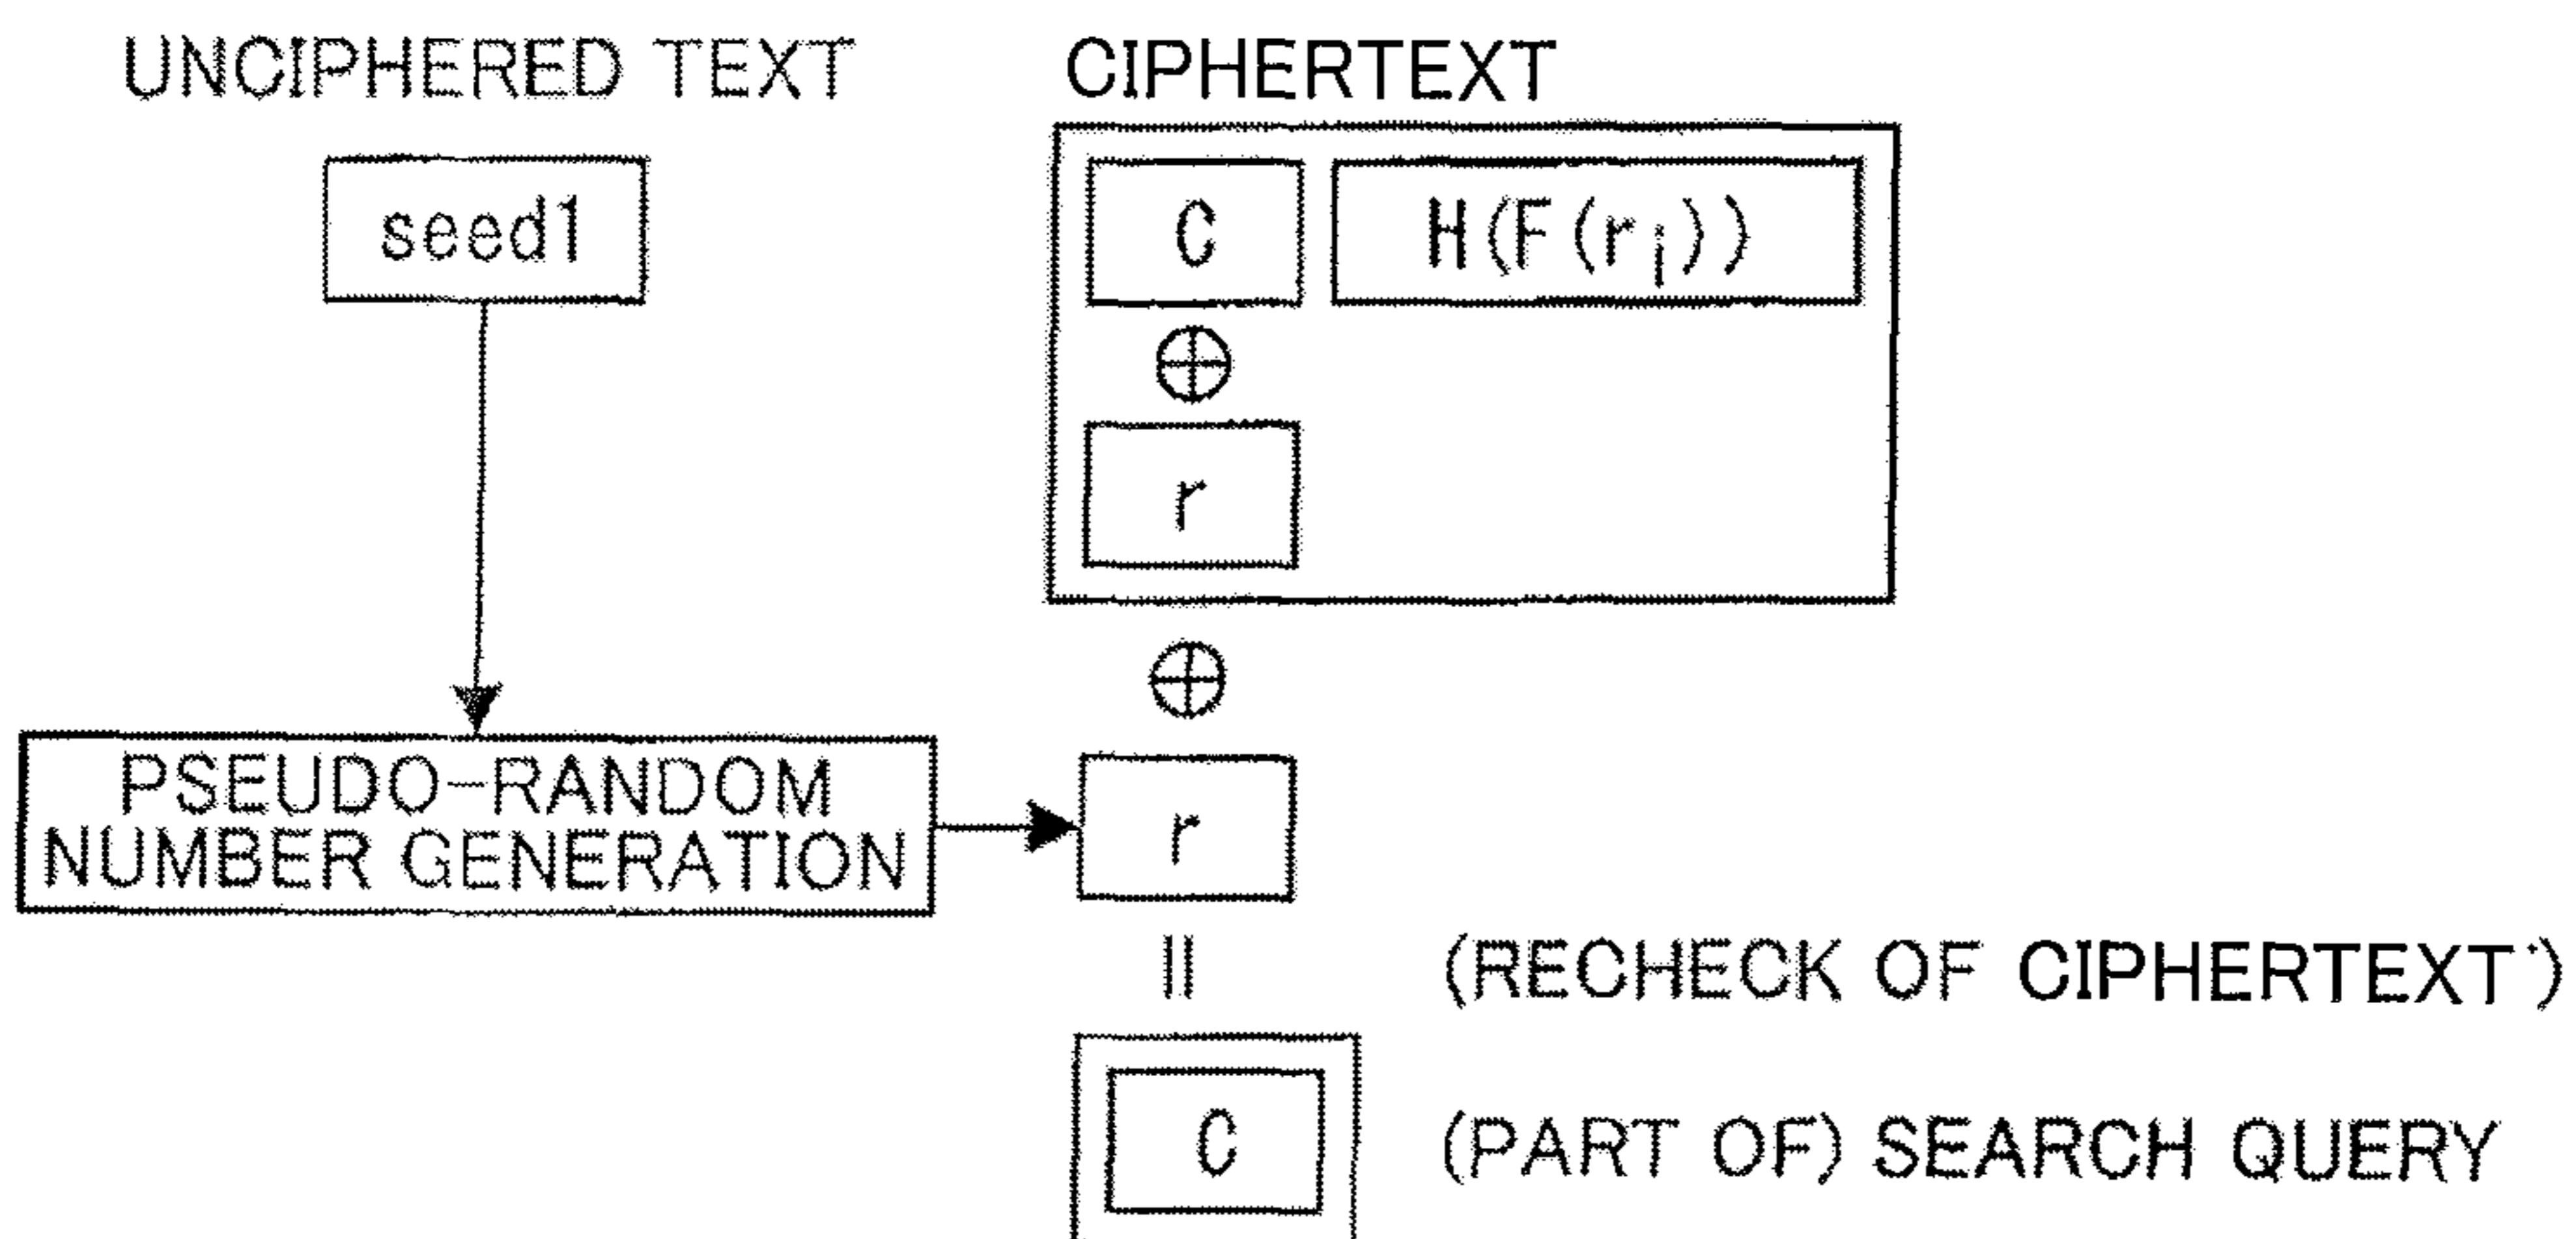 UNCIPHERED TEXT
CIPHERTEXT
seed1
C
H(F(ri))
⊕
r
⊕
PSEUDO-RANDOM
NUMBER GENERATION
r
=
(RECHECK OF CIPHERTEXT')
C
(PART OF) SEARCH QUERY